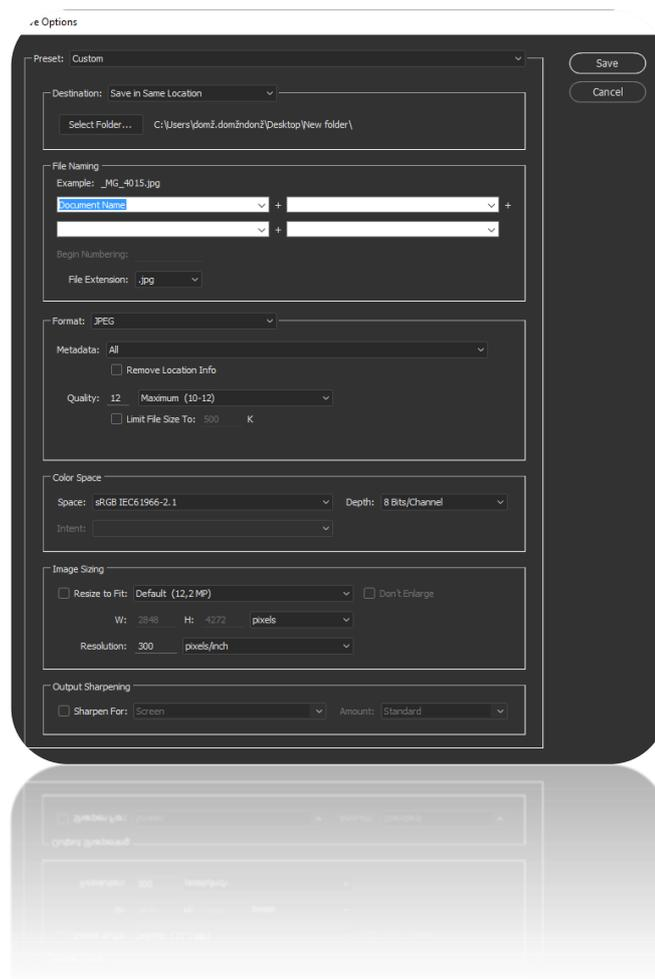 e Options
Preset: Custom
Save
Cancel
Destination: Save in Same Location
Select Folder... C:\Users\domž.domžndonž\Desktop\New folder\
File Naming
Example: _MG_4015.jpg
Document Name + +
+
Begin Numbering:
File Extension: .jpg
Format: JPEG
Metadata: All
Remove Location Info
Quality: 12 Maximum (10-12)
Limit File Size To: 500 K
Color Space
Space: sRGB IEC61966-2.1 Depth: 8 Bits/Channel
Intent:
Image Sizing
Resize to Fit: Default (12,2 MP) Don't Enlarge
W: 2848 H: 4272 pixels
Resolution: 300 pixels/inch
Output Sharpening
Sharpen For: Screen Amount: Standard